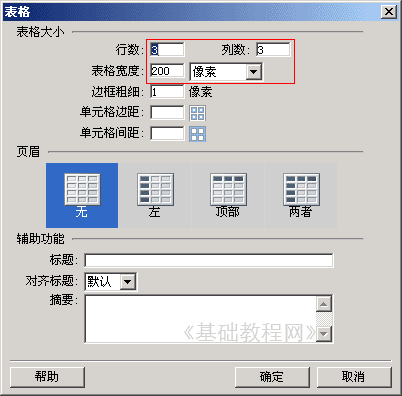 表格
表格大小
行数: 3 列数: 3
表格宽度: 200 像素
边框粗细: 1 像素
单元格边距:
单元格间距:
页眉
无 左 顶部 两者
辅助功能
标题:
对齐标题: 默认
摘要:
《基础教程网》
帮助 确定 取消